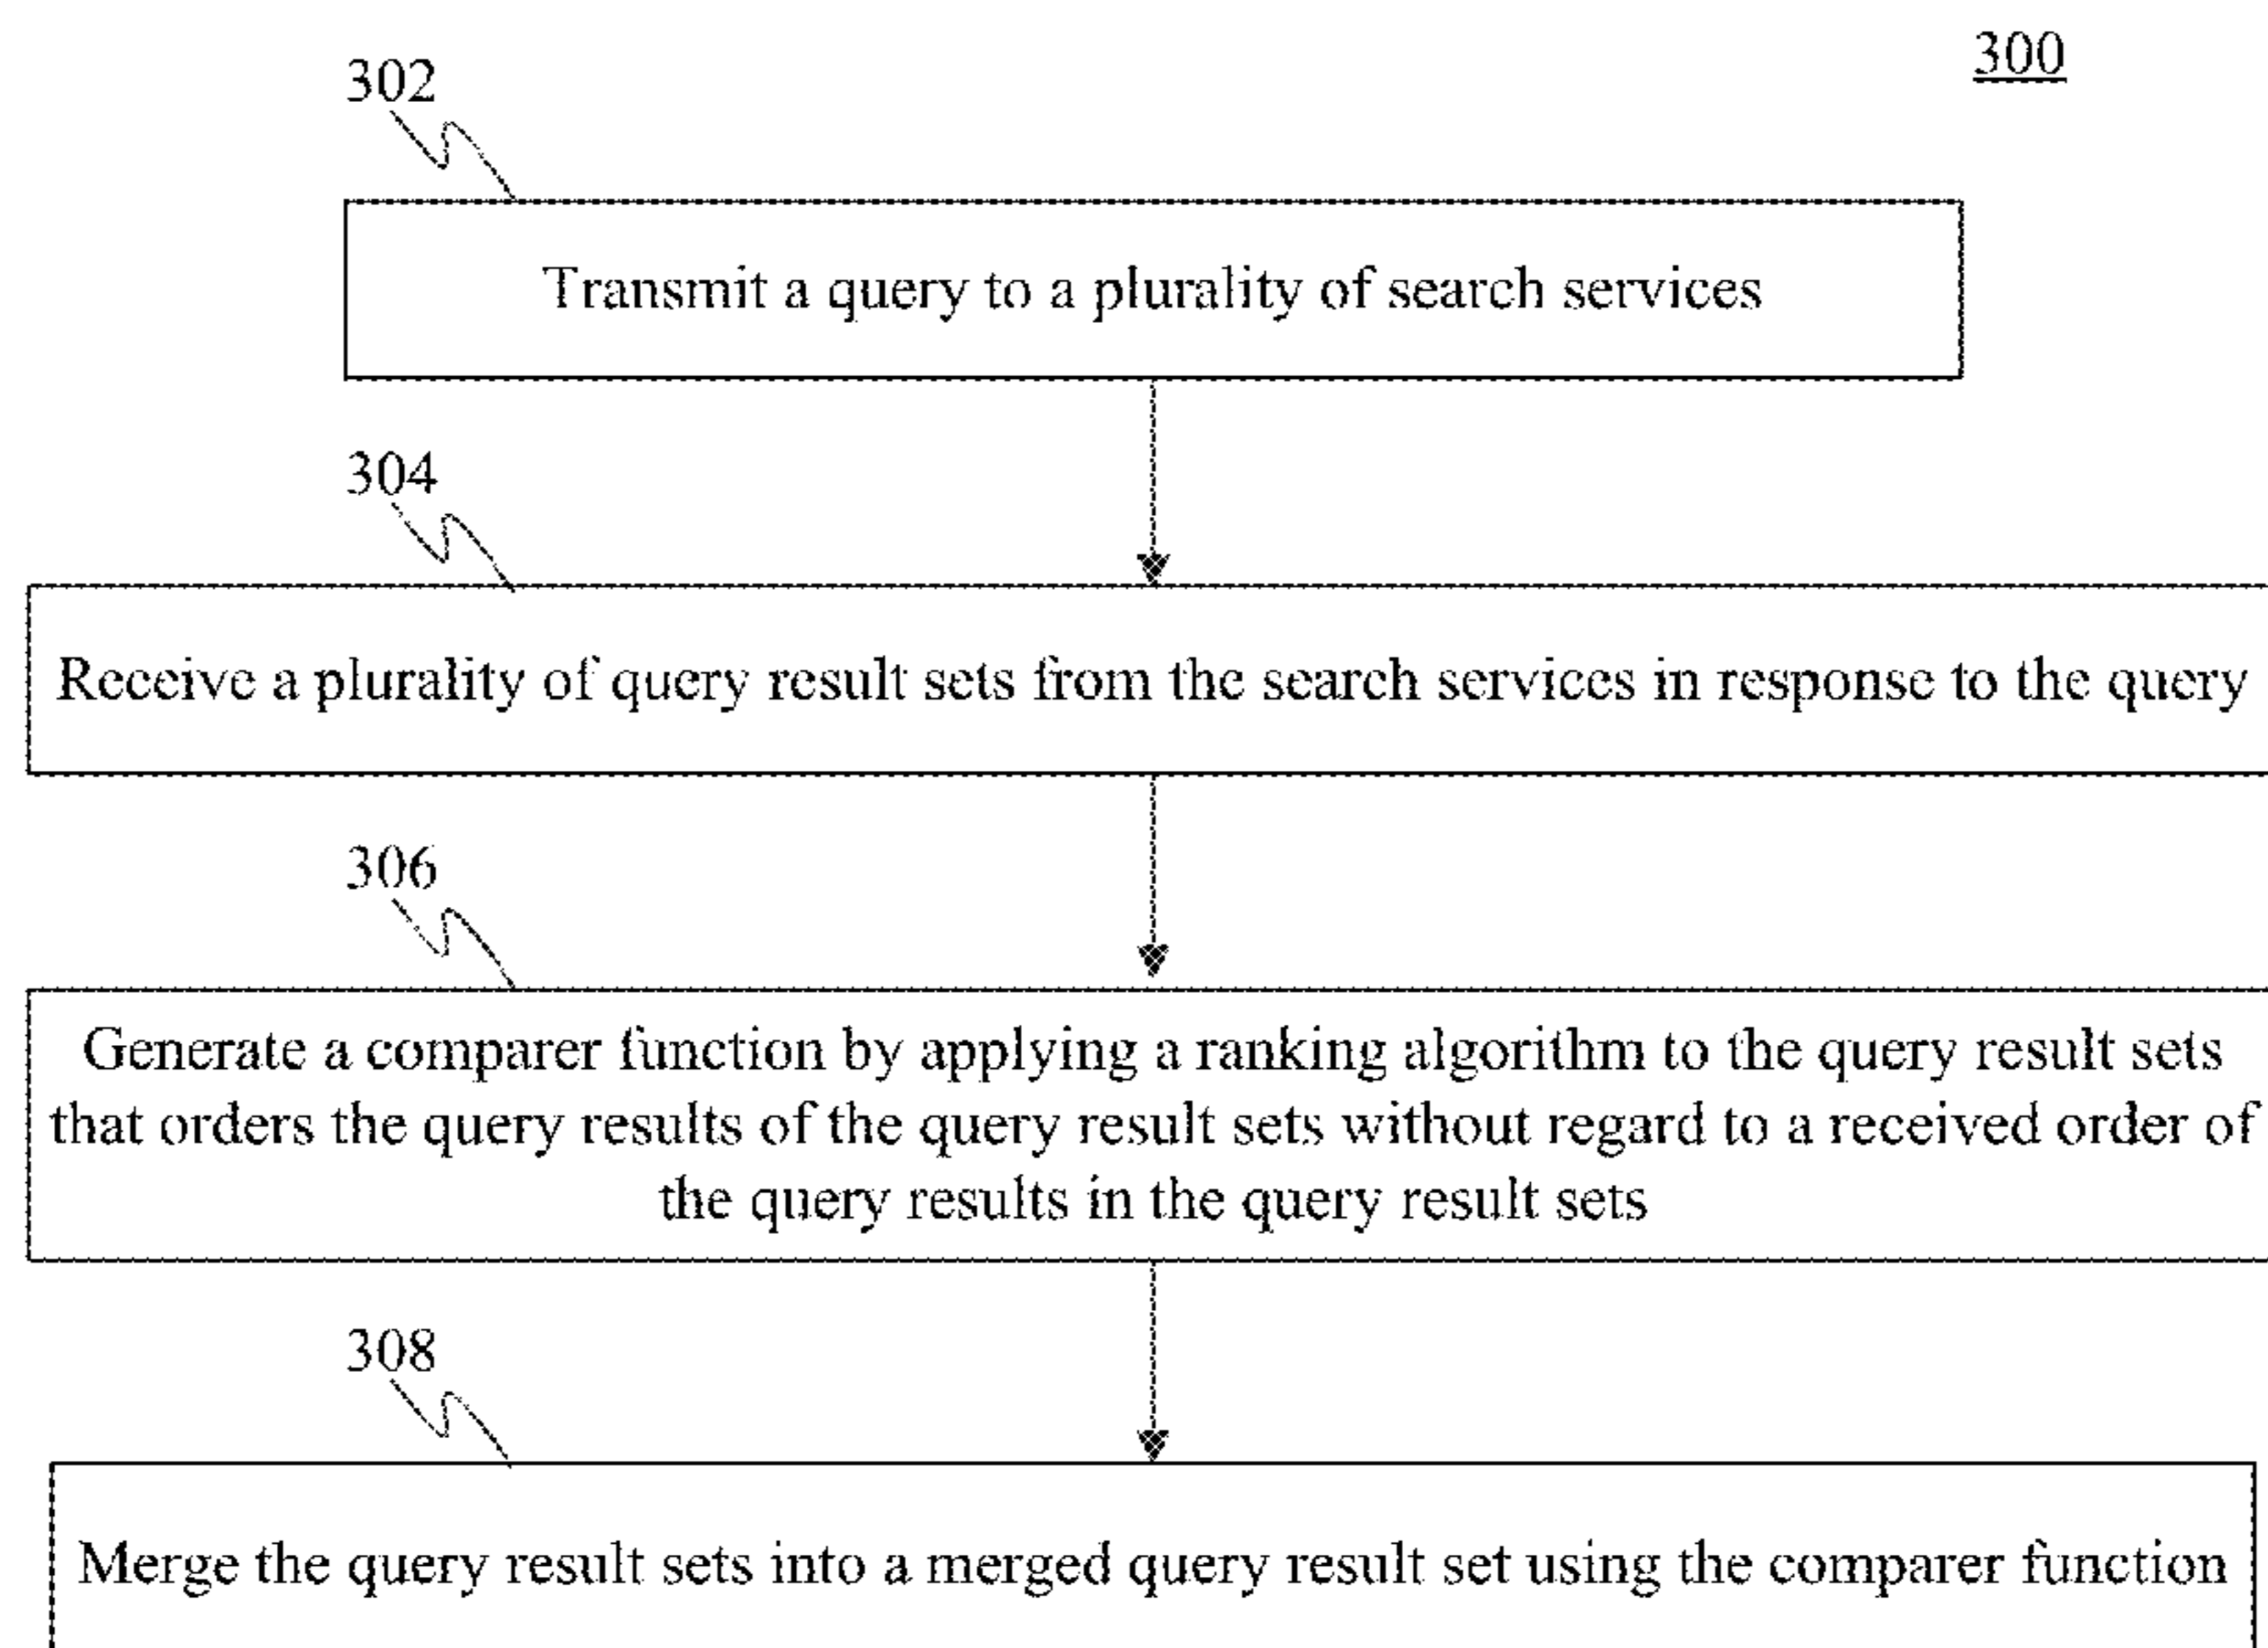 300
302
Transmit a query to a plurality of search services
304
Receive a plurality of query result sets from the search services in response to the query
306
Generate a comparer function by applying a ranking algorithm to the query result sets
that orders the query results of the query result sets without regard to a received order of
the query results in the query result sets
308
Merge the query result sets into a merged query result set using the comparer function